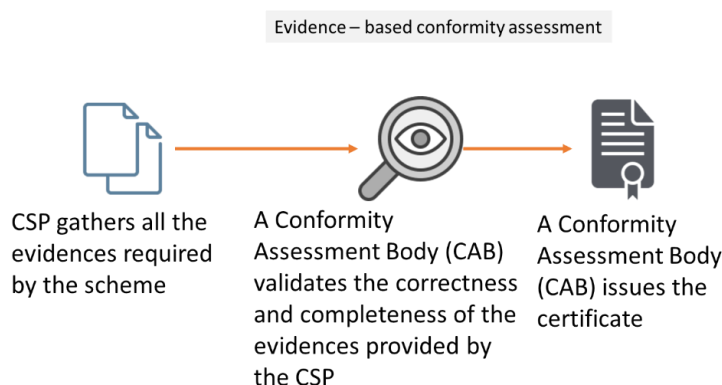 Evidence – based conformity assessment
CSP gathers all the
evidences required
by the scheme
A Conformity
Assessment Body (CAB)
validates the correctness
and completeness of the
evidences provided by
the CSP
A Conformity
Assessment Body
(CAB) issues the
certificate